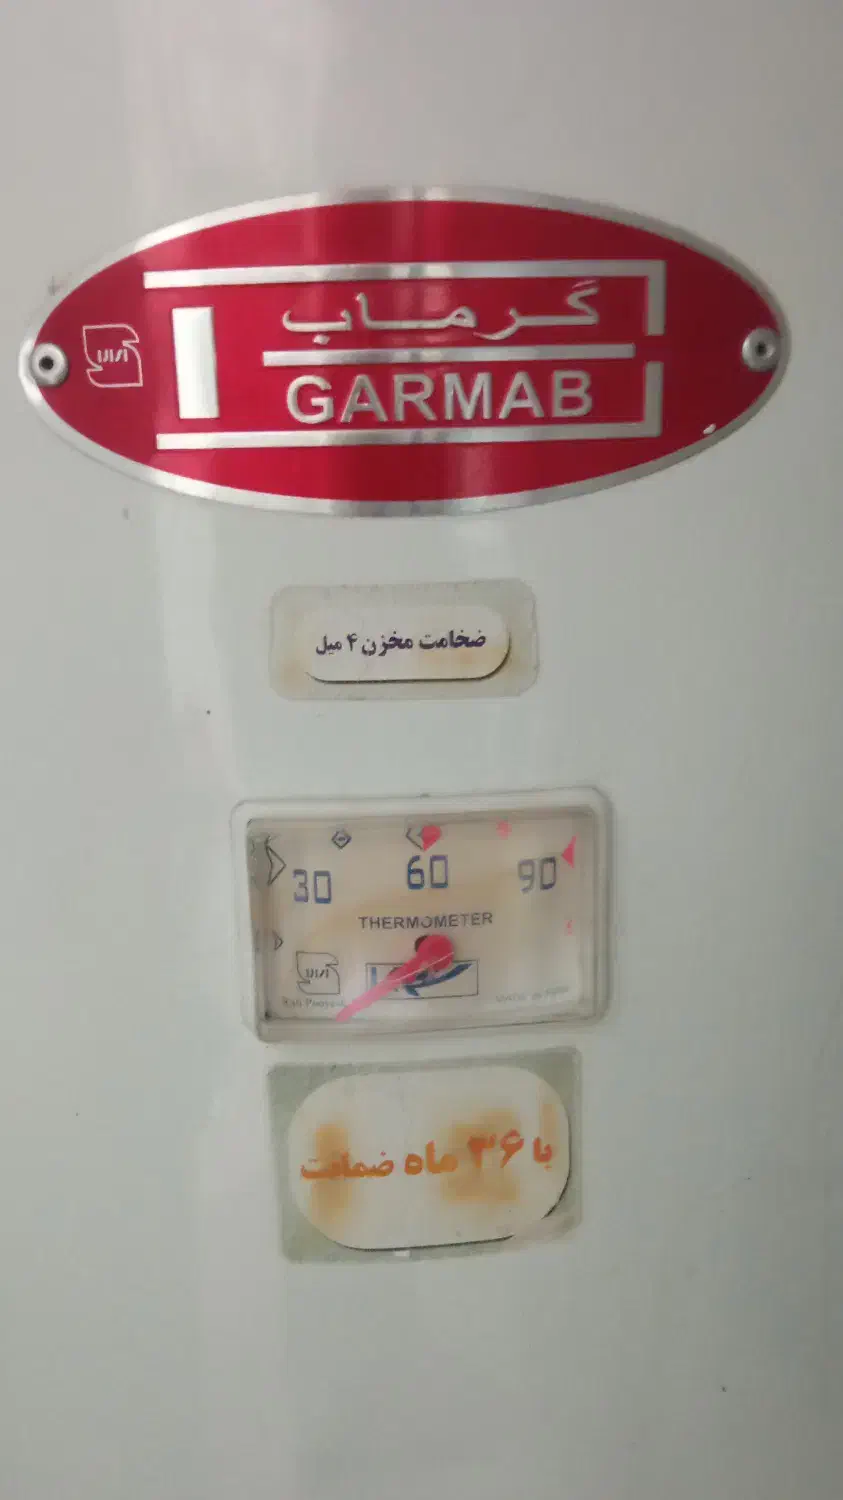 گرماب
GARMAB
ضخامت مخزن ۴ میل
30 60 90
THERMOMETER
با ۳۶ ماه ضمانت